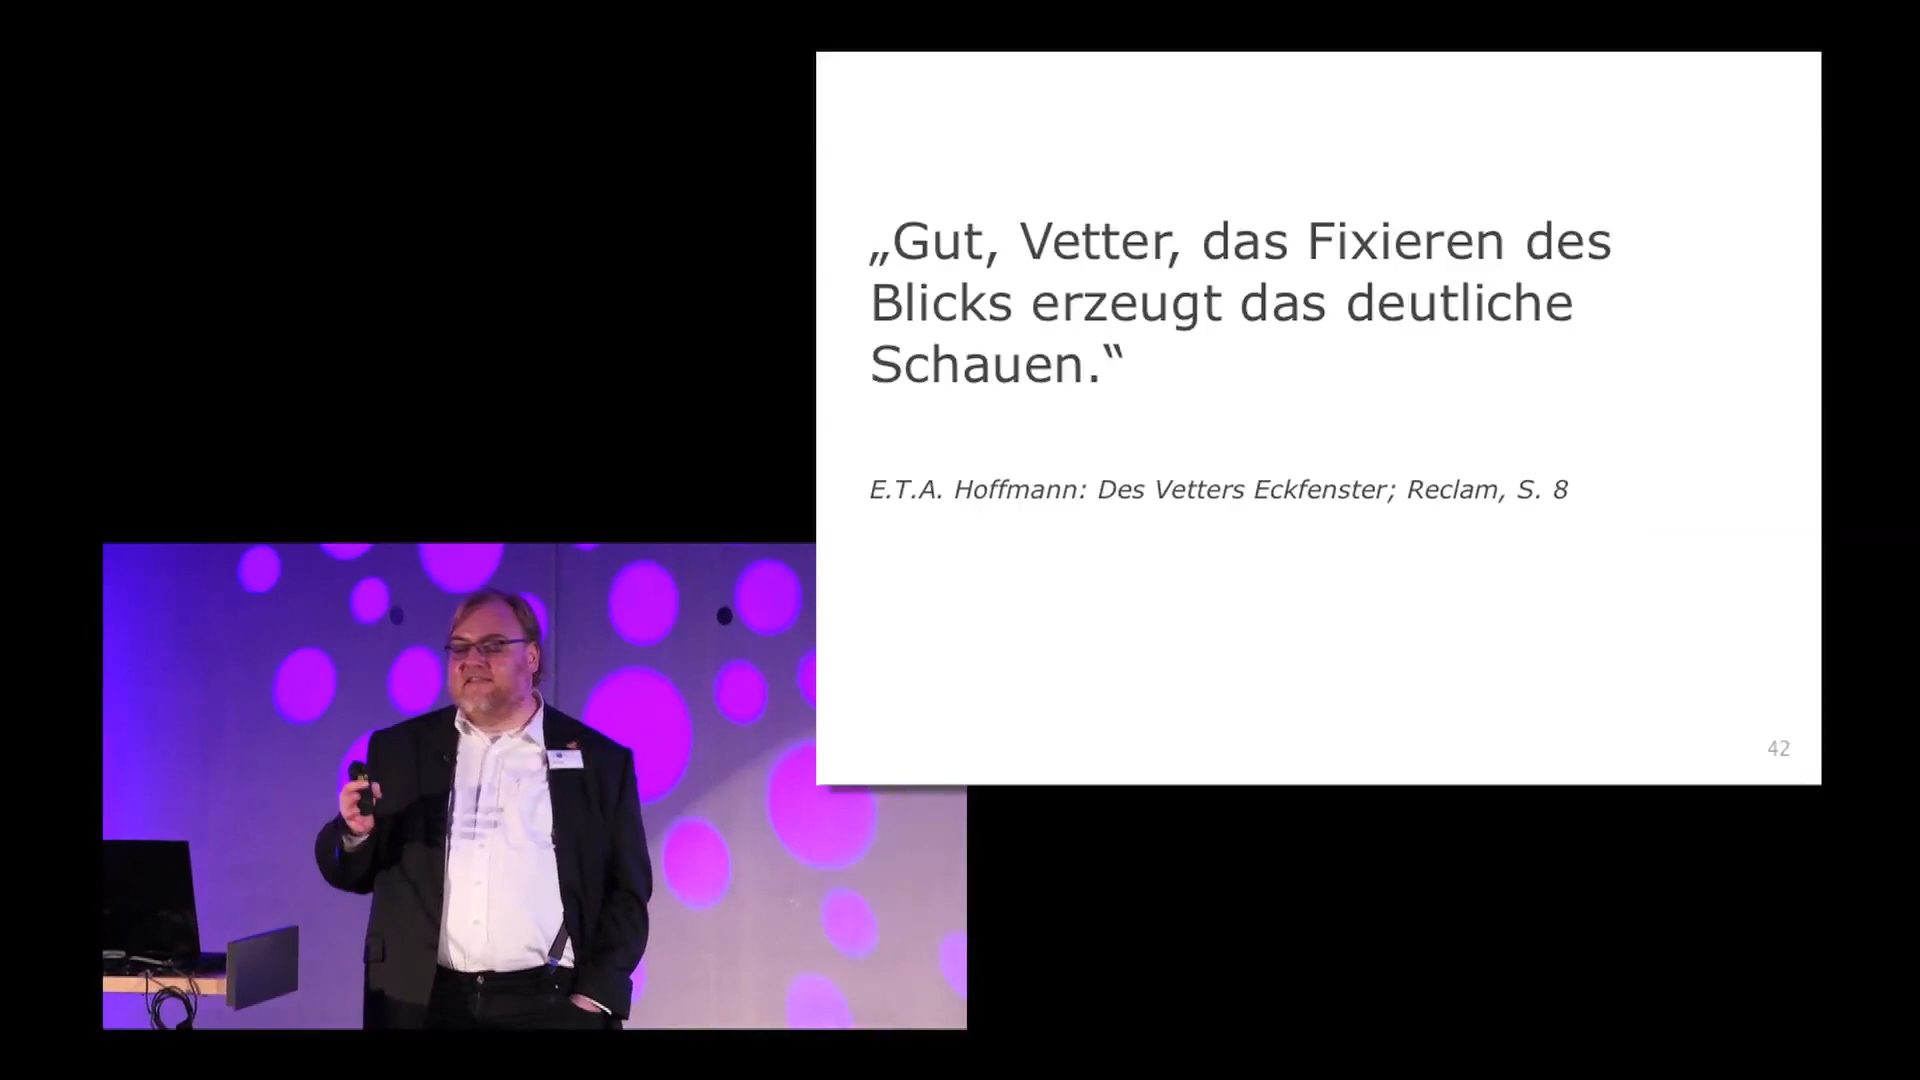 „Gut, Vetter, das Fixieren des
Blicks erzeugt das deutliche
Schauen.“
E.T.A. Hoffmann: Des Vetters Eckfenster; Reclam, S. 8
42